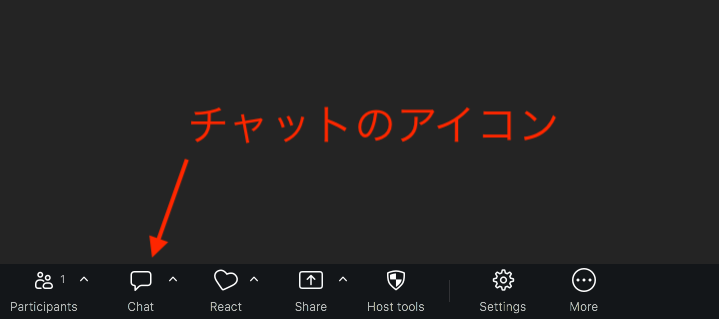 チャットのアイコン
1
Participants
Chat
React
Share
Host tools
Settings
More